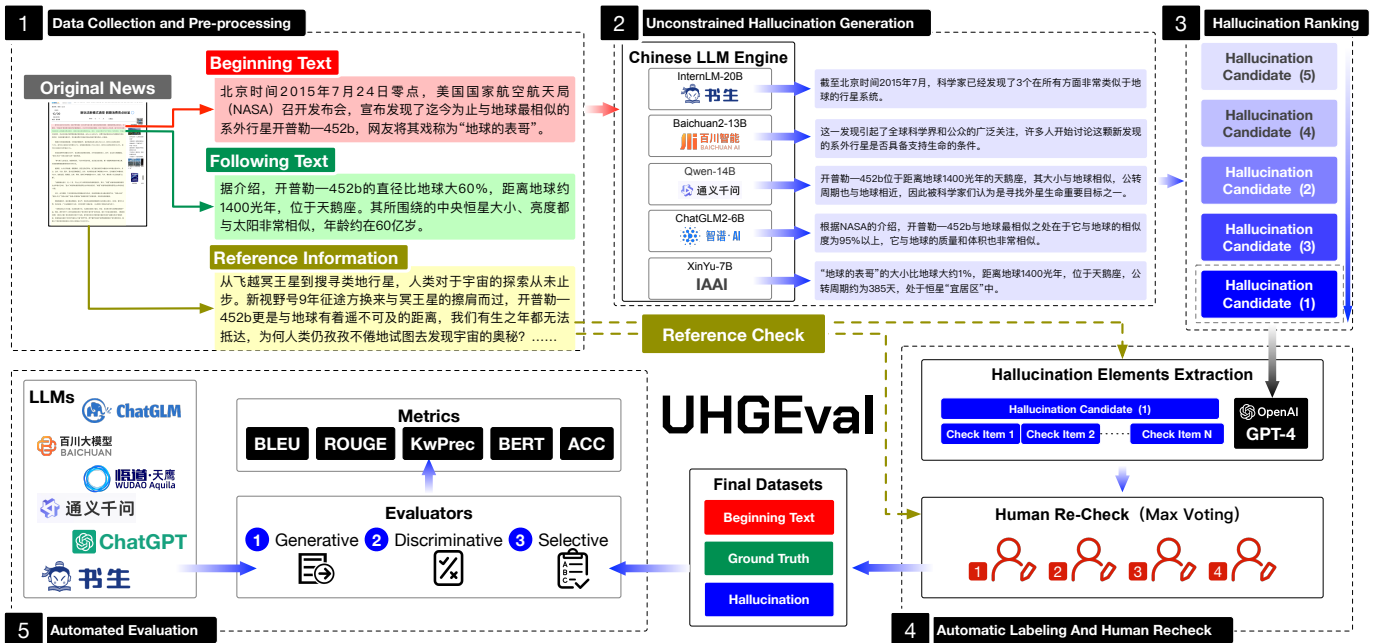 1 Data Collection and Pre-processing
Original News
Beginning Text
北京时间2015年7月24日零点，美国国家航空航天局
（NASA）召开发布会，宣布发现了迄今为止与地球最相似的
系外行星开普勒—452b，网友将其戏称为“地球的表哥”。
Following Text
据介绍，开普勒—452b的直径比地球大60%，距离地球约
1400光年，位于天鹅座。其所围绕的中央恒星大小、亮度都
与太阳非常相似，年龄约在60亿岁。
Reference Information
从飞越冥王星到搜寻类地行星，人类对于宇宙的探索从未止
步。新视野号9年征途方换来与冥王星的擦肩而过，开普勒—
452b更是与地球有着遥不可及的距离，我们有生之年都无法
抵达，为何人类仍孜孜不倦地试图去发现宇宙的奥秘？……
2 Unconstrained Hallucination Generation
Chinese LLM Engine
InternLM-20B
书生
截至北京时间2015年7月，科学家已经发现了3个在所有方面非常类似于地
球的行星系统。
Baichuan2-13B
百川智能
BAICHUAN AI
这一发现引起了全球科学界和公众的广泛关注，许多人开始讨论这颗新发现
的系外行星是否具备支持生命的条件。
Qwen-14B
通义千问
开普勒—452b位于距离地球1400光年的天鹅座，其大小与地球相似，公转
周期也与地球相近，因此被科学家们认为是寻找外星生命重要目标之一。
ChatGLM2-6B
智谱·AI
根据NASA的介绍，开普勒—452b与地球最相似之处在于它与地球的相似
度为95%以上，它与地球的质量和体积也非常相似。
XinYu-7B
IAAI
“地球的表哥”的大小比地球大约1%，距离地球1400光年，位于天鹅座，公
转周期约为385天，处于恒星“宜居区”中。
3 Hallucination Ranking
Hallucination
Candidate (5)
Hallucination
Candidate (4)
Hallucination
Candidate (2)
Hallucination
Candidate (3)
Hallucination
Candidate (1)
Reference Check
Hallucination Elements Extraction
Hallucination Candidate (1)
Check Item 1
Check Item 2
Check Item N
OpenAI
GPT-4
Human Re-Check（Max Voting）
1
2
3
4
4 Automatic Labeling And Human Recheck
UHGEval
Final Datasets
Beginning Text
Ground Truth
Hallucination
LLMs
ChatGLM
百川大模型
BAICHUAN
悟道·天鹰
WUDAO Aquila
通义千问
ChatGPT
书生
Metrics
BLEU
ROUGE
KwPrec
BERT
ACC
Evaluators
1 Generative
2 Discriminative
3 Selective
A
B
C
5 Automated Evaluation